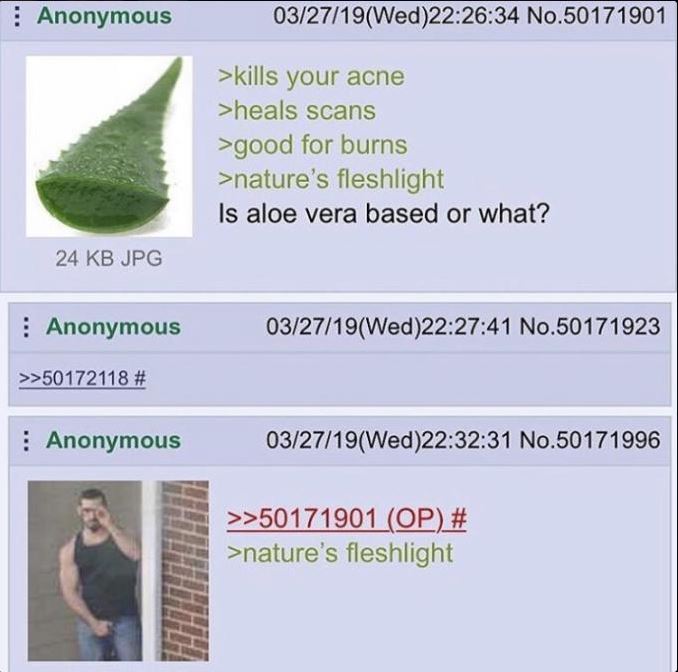 Anonymous 03/27/19(Wed)22:26:34 No.50171901
>kills your acne
>heals scans
>good for burns
>nature's fleshlight
Is aloe vera based or what?
24 KB JPG
Anonymous 03/27/19(Wed)22:27:41 No.50171923
>>50172118 #
Anonymous 03/27/19(Wed)22:32:31 No.50171996
>>50171901 (OP) #
>nature's fleshlight